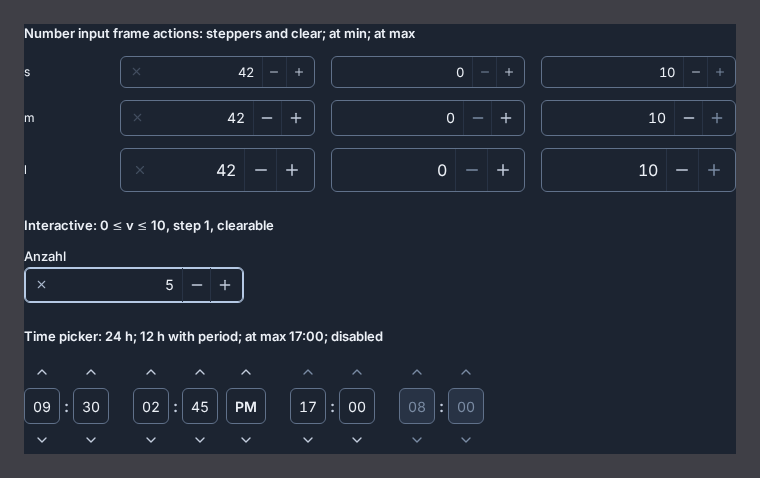 Number input frame actions: steppers and clear; at min; at max
s × 42 − + 0 − + 10 − +
m × 42 − + 0 − + 10 − +
l × 42 − + 0 − + 10 − +
Interactive: 0 ≤ v ≤ 10, step 1, clearable
Anzahl
× 5 − +
Time picker: 24 h; 12 h with period; at max 17:00; disabled
09 : 30 02 : 45 PM 17 : 00 08 : 00